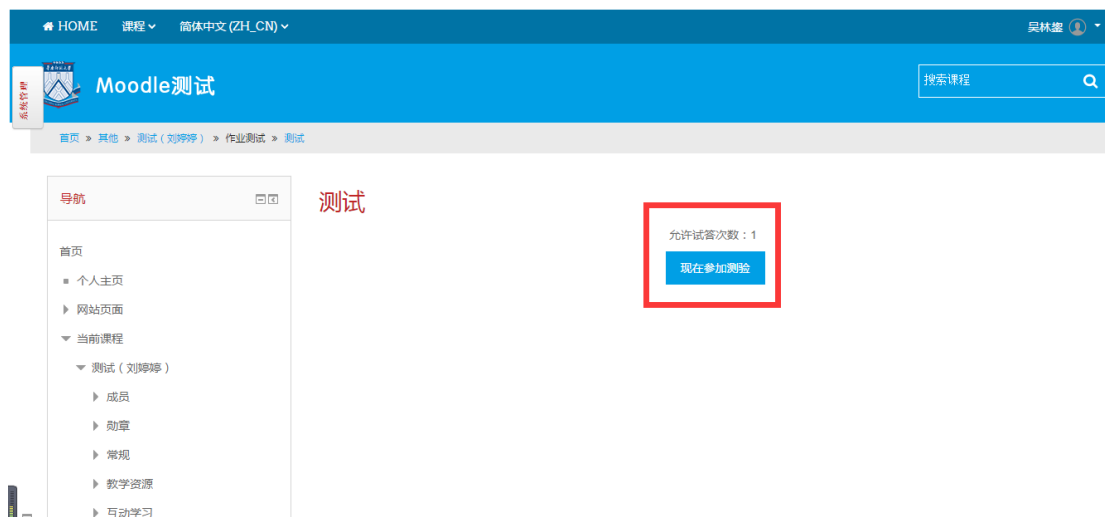 HOME 课程 简体中文 (ZH_CN) 吴林鋆
系统管理
Moodle测试
搜索课程
首页 » 其他 » 测试（刘婷婷） » 作业测试 » 测试
导航
测试
允许试答次数：1
现在参加测验
首页
个人主页
网站页面
当前课程
测试（刘婷婷）
成员
勋章
常规
教学资源
互动学习